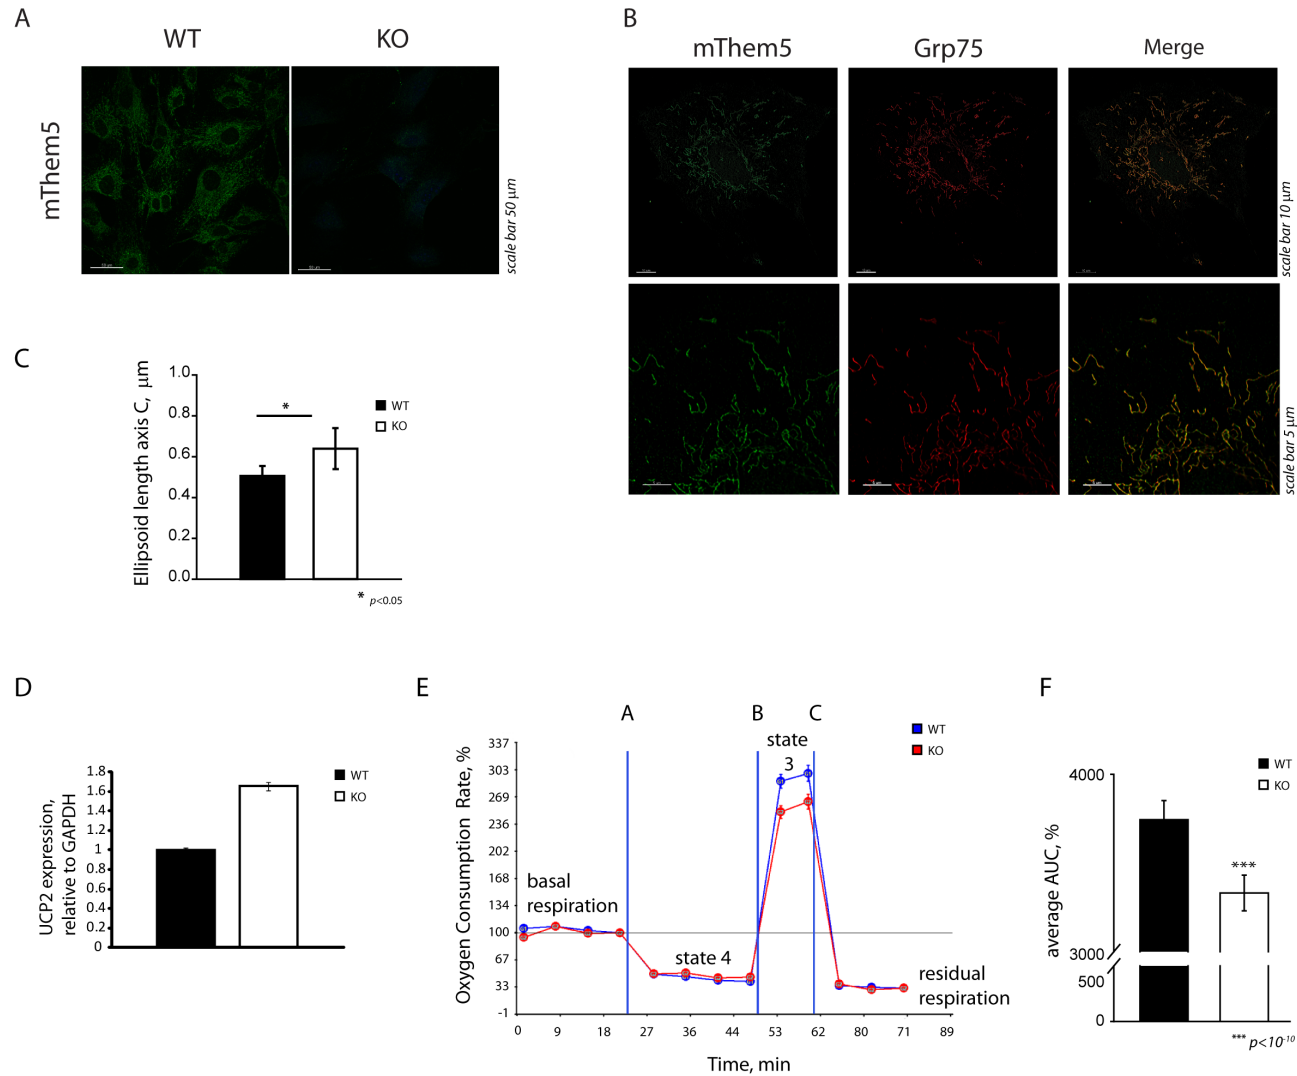 A
WT
KO
mThem5
scale bar 50 µm
B
mThem5
Grp75
Merge
scale bar 10 µm
scale bar 5 µm
C
Ellipsoid length axis C, µm
1.0
0.8
0.6
0.4
0.2
0.0
*
WT
KO
* p<0.05
D
UCP2 expression,
relative to GAPDH
1.8
1.6
1.4
1.2
1
0.8
0.6
0.4
0.2
0
WT
KO
E
A
B
C
Oxygen Consumption Rate, %
337
303
269
236
202
168
134
100
67
33
-1
0
9
18
27
36
44
53
62
80
71
89
Time, min
basal
respiration
state 4
state
3
residual
respiration
WT
KO
F
average AUC, %
4000
3000
500
0
***
WT
KO
*** p<10-10